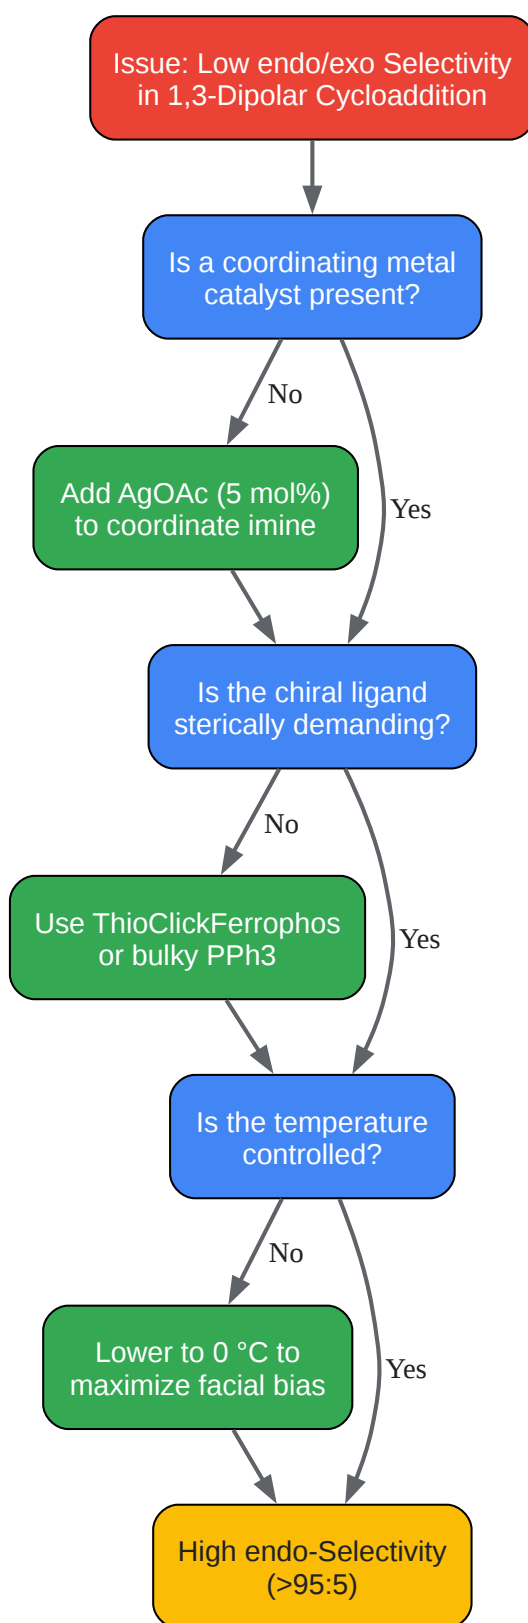 Issue: Low endo/exo Selectivity
in 1,3-Dipolar Cycloaddition
Is a coordinating metal
catalyst present?
No
Add AgOAc (5 mol%)
to coordinate imine
Yes
Is the chiral ligand
sterically demanding?
No
Use ThioClickFerrophos
or bulky PPh3
Yes
Is the temperature
controlled?
No
Lower to 0 °C to
maximize facial bias
Yes
High endo-Selectivity
(>95:5)